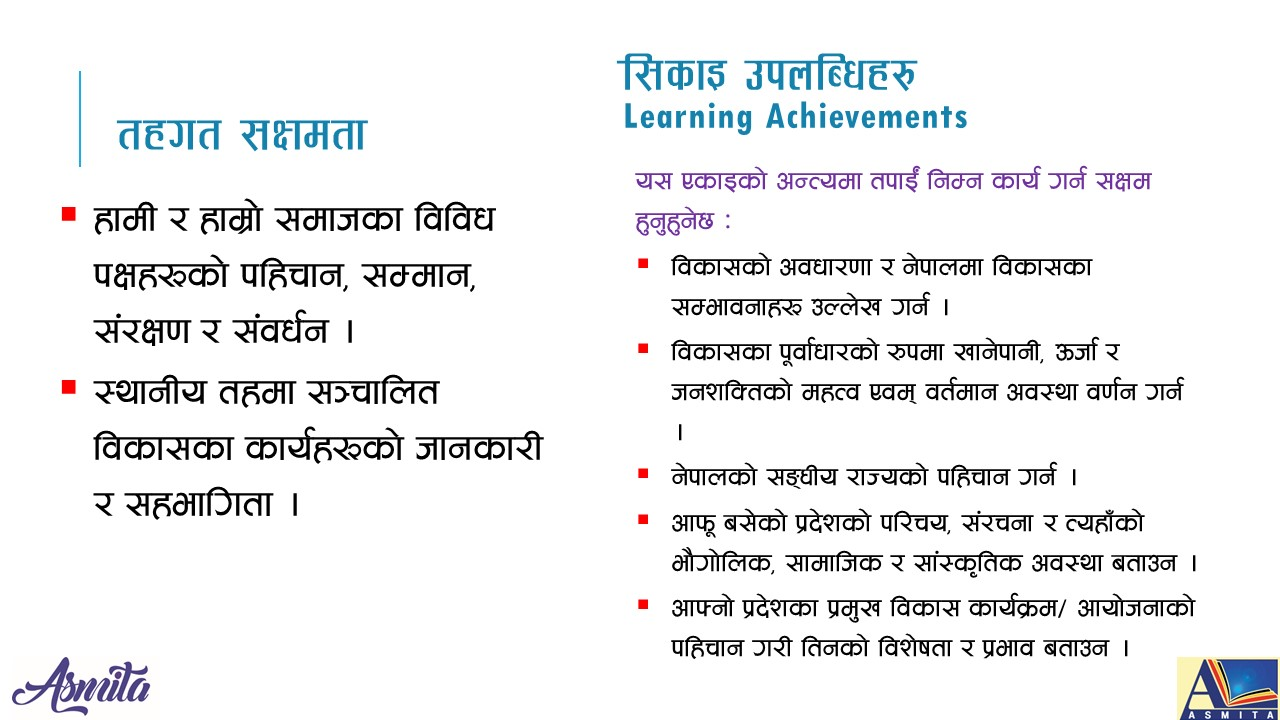 तहगत सक्षमता
हामी र हाम्रो समाजका विविध
पक्षहरुको पहिचान, सम्मान,
संरक्षण र संवर्धन ।
स्थानीय तहमा सञ्चालित
विकासका कार्यहरुको जानकारी
र सहभागिता ।
सिकाइ उपलब्धिहरु
Learning Achievements
यस एकाइको अन्त्यमा तपाईँ निम्न कार्य गर्न सक्षम
हुनुहुनेछ :
विकासको अवधारणा र नेपालमा विकासका
सम्भावनाहरु उल्लेख गर्न ।
विकासका पूर्वाधारको रुपमा खानेपानी, ऊर्जा र
जनशक्तिको महत्व एवम् वर्तमान अवस्था वर्णन गर्न
।
नेपालको सङ्घीय राज्यको पहिचान गर्न ।
आफू बसेको प्रदेशको परिचय, संरचना र त्यहाँको
भौगोलिक, सामाजिक र सांस्कृतिक अवस्था बताउन ।
आफ्नो प्रदेशका प्रमुख विकास कार्यक्रम/ आयोजनाको
पहिचान गरी तिनको विशेषता र प्रभाव बताउन ।
Asmita
ASMITA